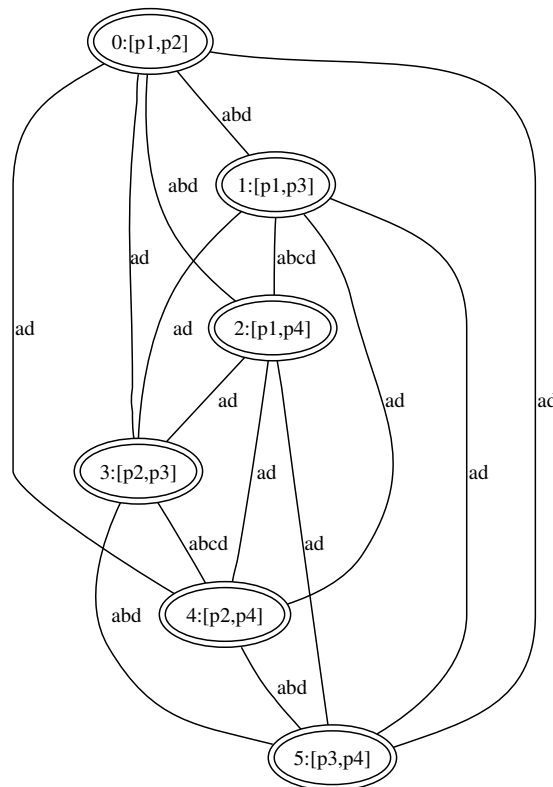 0:[p1,p2]
abd
1:[p1,p3]
abd
ad
abcd
ad
2:[p1,p4]
ad
ad
ad
ad
3:[p2,p3]
ad
ad
abcd
ad
4:[p2,p4]
abd
abd
5:[p3,p4]